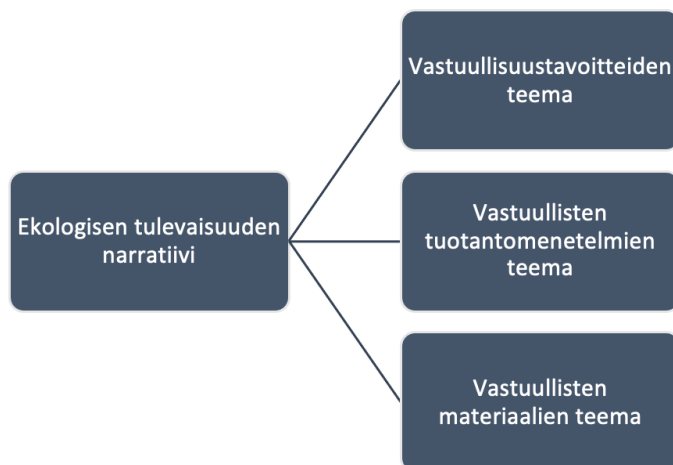 Ekologisen tulevaisuuden
narratiivi
Vastuullisuustavoitteiden
teema
Vastuullisten
tuotantomenetelmien
teema
Vastuullisten
materiaalien teema